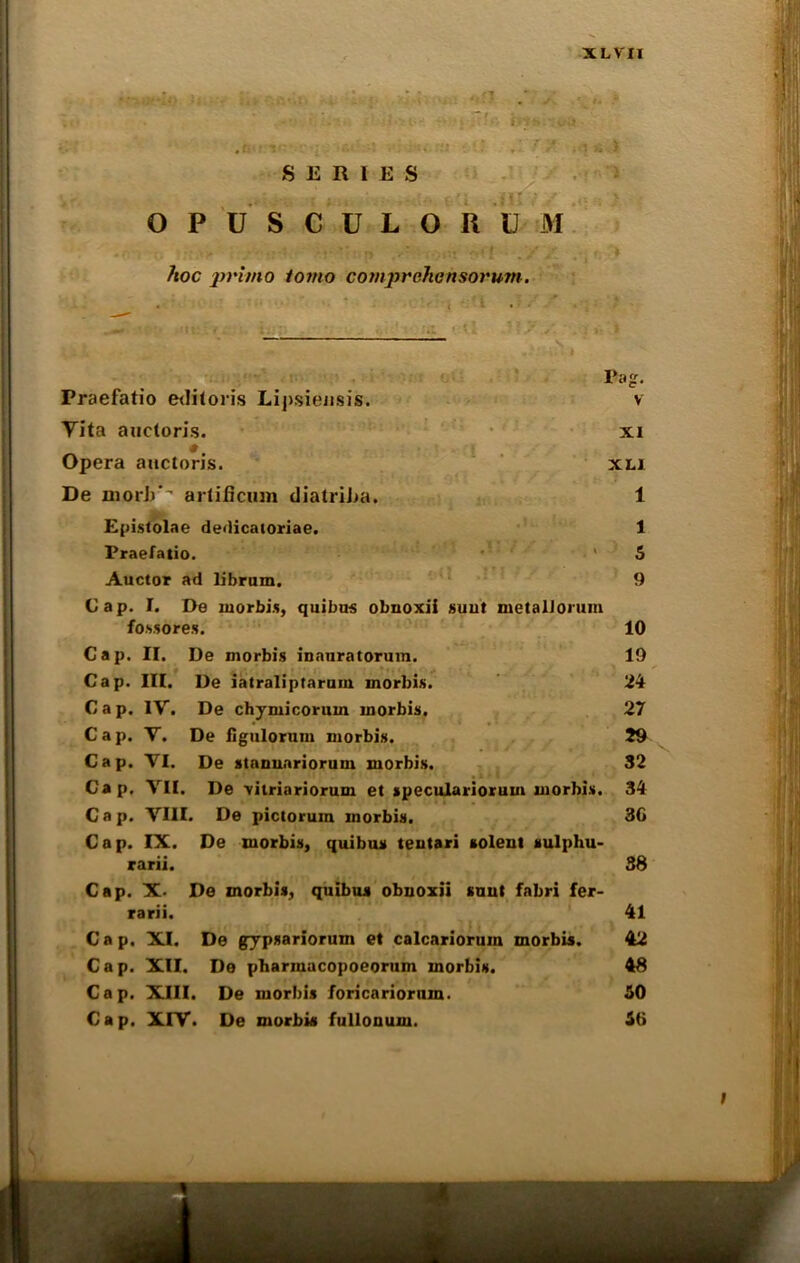 XLVII
SERIES
OPUSCULORUM
hoc primo tomo comprehensorum.
Pag.
Praefatio editoris Lipsiensis. V
Vita auctoris. XI
Opera auctoris. XLI
De morb artificum diatriba. 1
Epistolae dedicatoriae. 1
Praefatio. 5
Auctor ad librum. 9
Cap. I. De morbis, quibus obnoxii sunt metallorum
fossores. 10
Cap. II. De morbis inauratorum. 19
Cap. III. De iatraliptarum morbis. 24
Cap. IV. De chymicorum morbis. 27
Cap. V. De figulorum morbis. 29
Cap. VI. De stannariorum morbis. 32
Cap. VII. De vitriariorum et speculariorum morbis. 34
Cap. VIII. De pictorum morbis. 36
Cap. IX. De morbis, quibus tentari solent sulphu-
rarii. 38
Cap. X. De morbis, quibus obnoxii sunt fabri fer-
rarii. 41
Cap. XI. De gypsariorum et calcariorum morbis. 42
Cap. XII. De pharmacopoeorum morbis. 48
Cap. XIII. De morbis foricariorum. 50
Cap. XIV. De morbis fullonum. 56